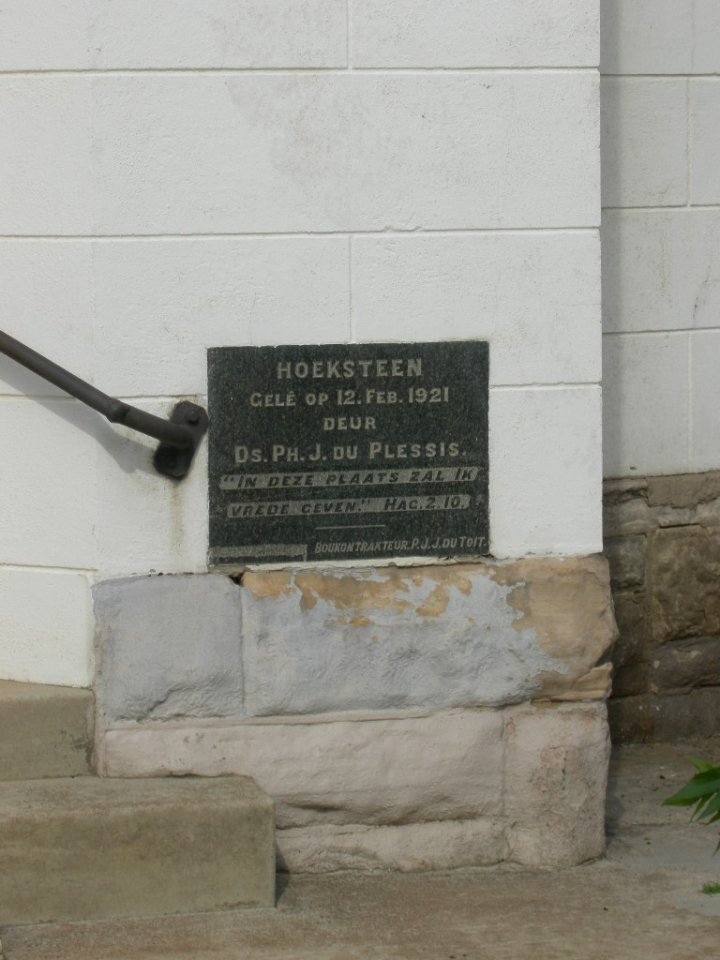 HOEKSTEEN
GELÊ OP 12. FEB. 1921
DEUR
DS. PH. J. DU PLESSIS.
"IN DEZE PLAATS ZAL IK
VREDE GEVEN." HAG. 2. 10.
BOUKONTRAKTEUR. P. J. J. DU TOIT.